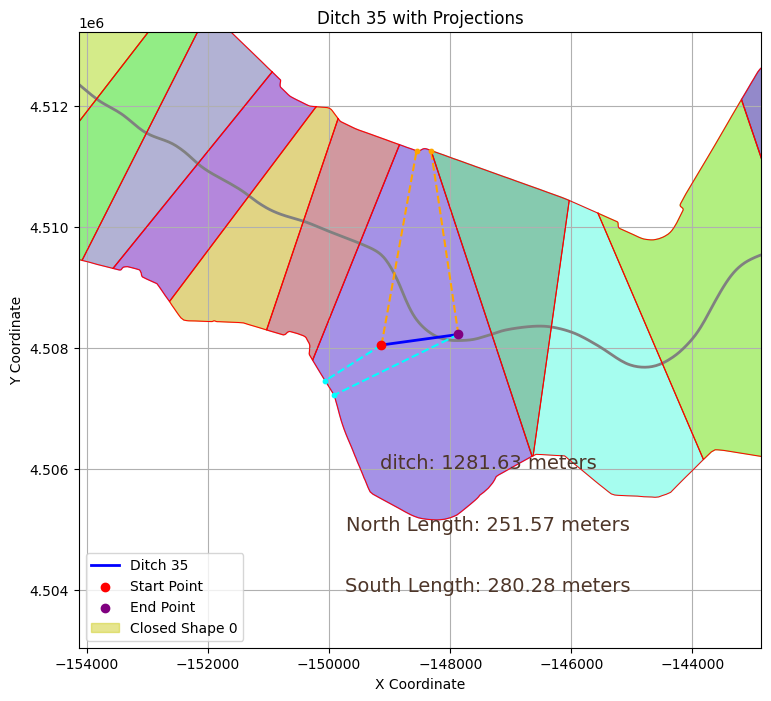 Ditch 35 with Projections
1e6
4.512
4.510
4.508
4.506
4.504
Y Coordinate
ditch: 1281.63 meters
North Length: 251.57 meters
South Length: 280.28 meters
Ditch 35
Start Point
End Point
Closed Shape 0
−154000 −152000 −150000 −148000 −146000 −144000
X Coordinate